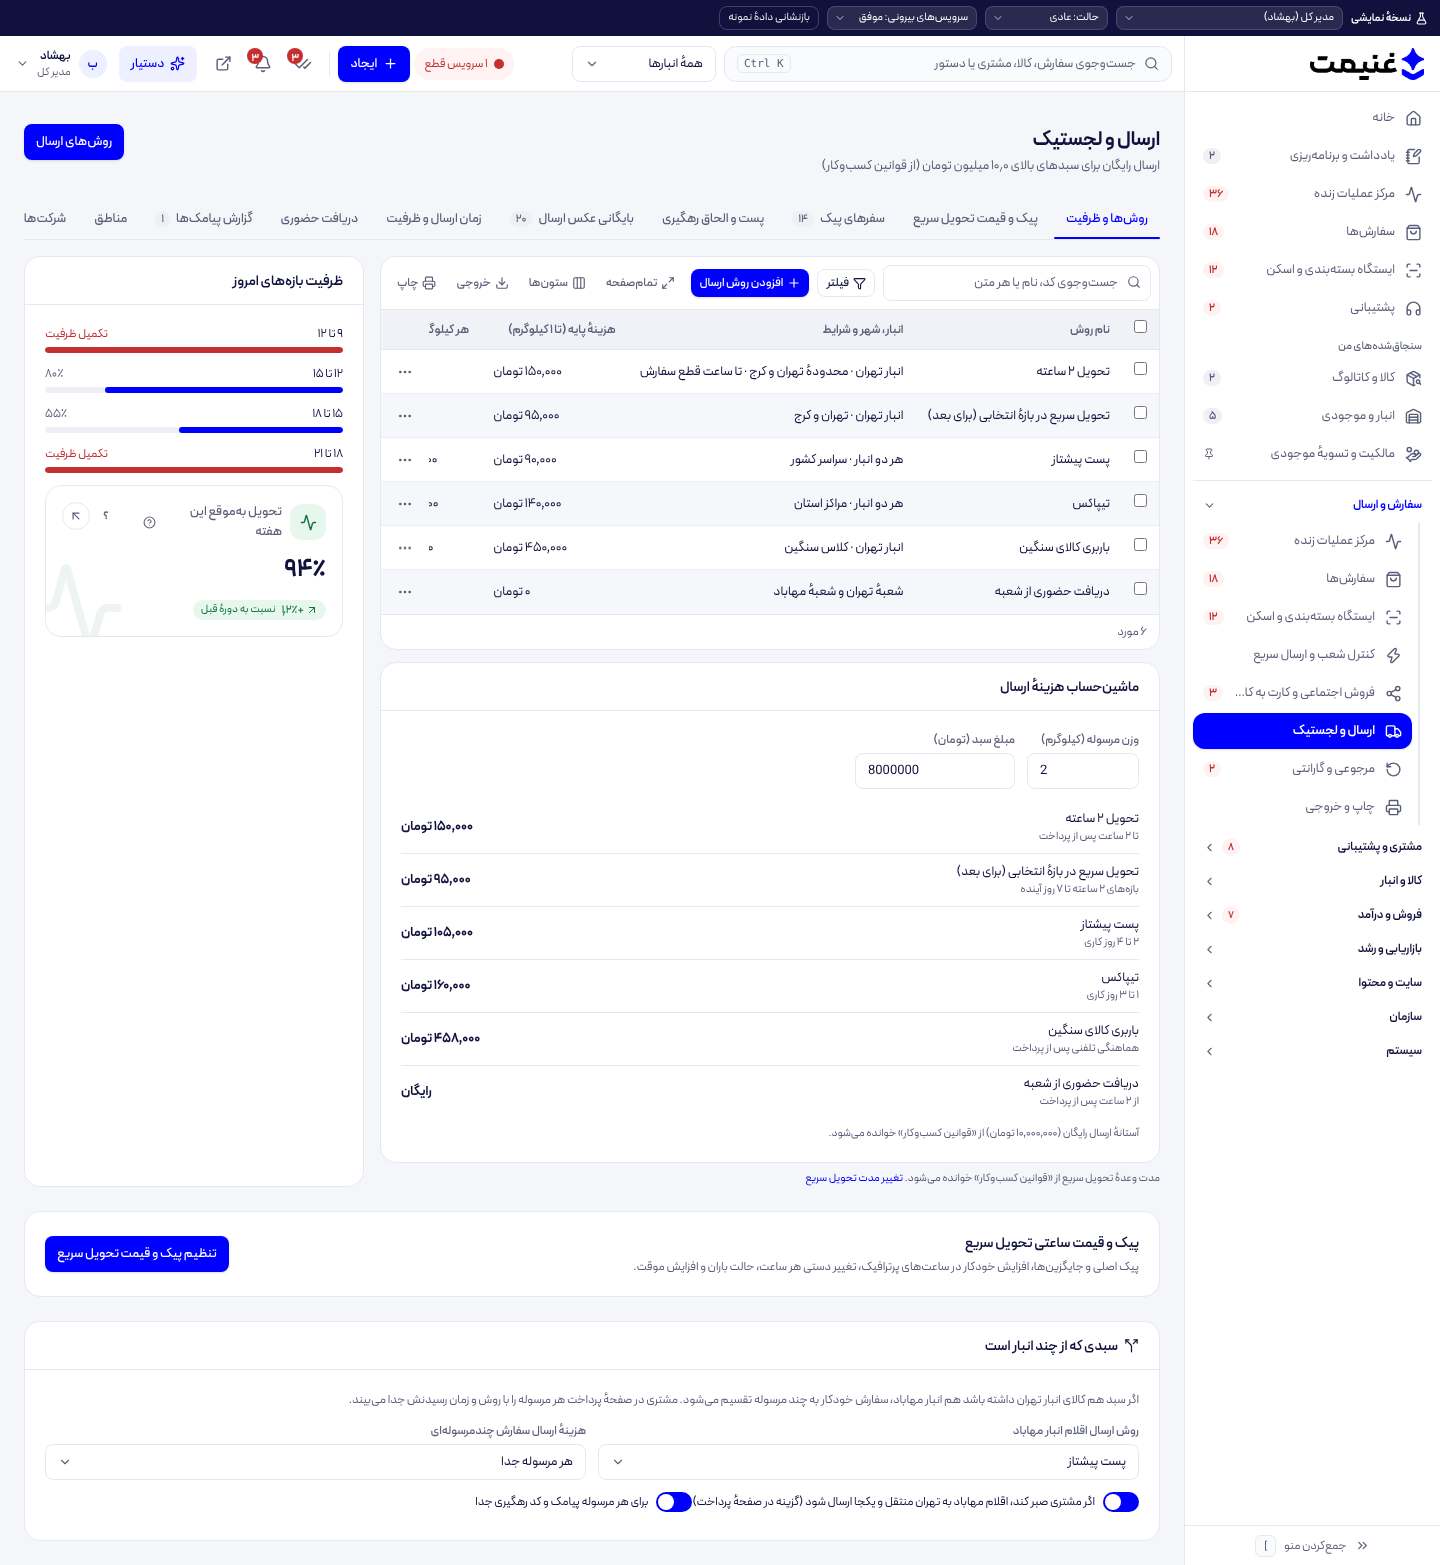 نسخهٔ نمایشی
مدیر کل (بهشاد)
حالت: عادی
سرویس‌های بیرونی: موفق
بازنشانی دادهٔ نمونه
غنیمت
جست‌وجوی سفارش، کالا، مشتری یا دستور
Ctrl K
همهٔ انبارها
۱ سرویس قطع
ایجاد
۳
۳
دستیار
ب
بهشاد
مدیر کل
خانه
یادداشت و برنامه‌ریزی ۲
مرکز عملیات زنده ۳۶
سفارش‌ها ۱۸
ایستگاه بسته‌بندی و اسکن ۱۲
پشتیبانی ۲
سنجاق‌شده‌های من
کالا و کاتالوگ ۲
انبار و موجودی ۵
مالکیت و تسویهٔ موجودی
سفارش و ارسال
مرکز عملیات زنده ۳۶
سفارش‌ها ۱۸
ایستگاه بسته‌بندی و اسکن ۱۲
کنترل شعب و ارسال سریع
فروش اجتماعی و کارت به کا... ۳
ارسال و لجستیک
مرجوعی و گارانتی ۲
چاپ و خروجی
مشتری و پشتیبانی ۸
کالا و انبار
فروش و درآمد ۷
بازاریابی و رشد
سایت و محتوا
سازمان
سیستم
جمع‌کردن منو [
ارسال و لجستیک
ارسال رایگان برای سبدهای بالای ۱۰٫۰ میلیون تومان (از قوانین کسب‌وکار)
روش‌های ارسال
روش‌ها و ظرفیت
پیک و قیمت تحویل سریع
سفرهای پیک ۱۴
پست و الحاق رهگیری
بایگانی عکس ارسال ۲۰
زمان ارسال و ظرفیت
دریافت حضوری
گزارش پیامک‌ها ۱
مناطق
شرکت‌ها
جست‌وجوی کد، نام یا هر متن
فیلتر
افزودن روش ارسال
تمام‌صفحه
ستون‌ها
خروجی
چاپ
نام روش انبار، شهر و شرایط هزینهٔ پایه (تا ۱ کیلوگرم) هر کیلوگ
تحویل ۲ ساعته انبار تهران · محدودهٔ تهران و کرج · تا ساعت قطع سفارش ۱۵۰,۰۰۰ تومان
تحویل سریع در بازهٔ انتخابی (برای بعد) انبار تهران · تهران و کرج ۹۵,۰۰۰ تومان
پست پیشتاز هر دو انبار · سراسر کشور ۹۰,۰۰۰ تومان
تیپاکس هر دو انبار · مراکز استان ۱۴۰,۰۰۰ تومان
باربری کالای سنگین انبار تهران · کلاس سنگین ۴۵۰,۰۰۰ تومان
دریافت حضوری از شعبه شعبهٔ تهران و شعبهٔ مهاباد ۰ تومان
۶ مورد
ظرفیت بازه‌های امروز
۹ تا ۱۲ تکمیل ظرفیت
۱۲ تا ۱۵ ۸۰٪
۱۵ تا ۱۸ ۵۵٪
۱۸ تا ۲۱ تکمیل ظرفیت
تحویل به‌موقع این هفته
؟
۹۴٪
+۱٫۲٪ نسبت به دورهٔ قبل
ماشین‌حساب هزینهٔ ارسال
وزن مرسوله (کیلوگرم) مبلغ سبد (تومان)
2 8000000
تحویل ۲ ساعته ۱۵۰,۰۰۰ تومان
تا ۲ ساعت پس از پرداخت
تحویل سریع در بازهٔ انتخابی (برای بعد) ۹۵,۰۰۰ تومان
بازه‌های ۲ ساعته تا ۷ روز آینده
پست پیشتاز ۱۰۵,۰۰۰ تومان
۲ تا ۴ روز کاری
تیپاکس ۱۶۰,۰۰۰ تومان
۱ تا ۳ روز کاری
باربری کالای سنگین ۴۵۸,۰۰۰ تومان
هماهنگی تلفنی پس از پرداخت
دریافت حضوری از شعبه رایگان
از ۲ ساعت پس از پرداخت
آستانهٔ ارسال رایگان (۱۰,۰۰۰,۰۰۰ تومان) از «قوانین کسب‌وکار» خوانده می‌شود.
مدت وعدهٔ تحویل سریع از «قوانین کسب‌وکار» خوانده می‌شود. تغییر مدت تحویل سریع
پیک و قیمت ساعتی تحویل سریع
پیک اصلی و جایگزین‌ها، افزایش خودکار در ساعت‌های پرترافیک، تغییر دستی هر ساعت، حالت باران و افزایش موقت.
تنظیم پیک و قیمت تحویل سریع
سبدی که از چند انبار است
اگر سبد هم کالای انبار تهران داشته باشد هم انبار مهاباد، سفارش خودکار به چند مرسوله تقسیم می‌شود. مشتری در صفحهٔ پرداخت هر مرسوله را با روش و زمان رسیدنش جدا می‌بیند.
روش ارسال اقلام انبار مهاباد هزینهٔ ارسال سفارش چندمرسوله‌ای
پست پیشتاز هر مرسوله جدا
اگر مشتری صبر کند، اقلام مهاباد به تهران منتقل و یکجا ارسال شود (گزینه در صفحهٔ پرداخت) برای هر مرسوله پیامک و کد رهگیری جدا